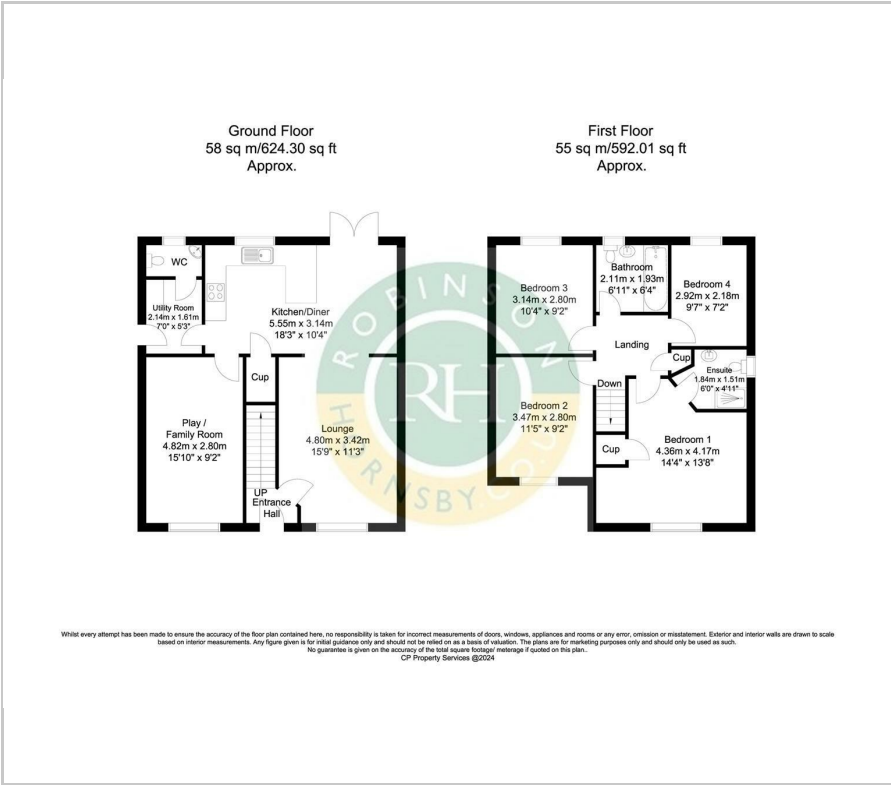 Ground Floor
58 sq m/624.30 sq ft
Approx.
First Floor
55 sq m/592.01 sq ft
Approx.
WC
Utility Room
2.14m x 1.61m
7'0" x 5'3"
Kitchen/Diner
5.55m x 3.14m
18'3" x 10'4"
Cup
Play /
Family Room
4.82m x 2.80m
15'10" x 9'2"
Lounge
4.80m x 3.42m
15'9" x 11'3"
UP
Entrance
Hall
Bedroom 3
3.14m x 2.80m
10'4" x 9'2"
Bathroom
2.11m x 1.93m
6'11" x 6'4"
Bedroom 4
2.92m x 2.18m
9'7" x 7'2"
Landing
Cup
Ensuite
1.84m x 1.51m
6'0" x 4'11"
Down
Bedroom 2
3.47m x 2.80m
11'5" x 9'2"
Cup
Bedroom 1
4.36m x 4.17m
14'4" x 13'8"
ROBINSON
RH
HORNSBY.CO.UK
Whilst every attempt has been made to ensure the accuracy of the floor plan contained here, no responsibility is taken for incorrect measurements of doors, windows, appliances and rooms or any error, omission or misstatement. Exterior and interior walls are drawn to scale
based on interior measurements. Any figure given is for initial guidance only and should not be relied on as a basis of valuation. The plans are for marketing purposes only and should only be used as such.
No guarantee is given on the accuracy of the total square footage/ meterage if quoted on this plan..
CP Property Services @2024